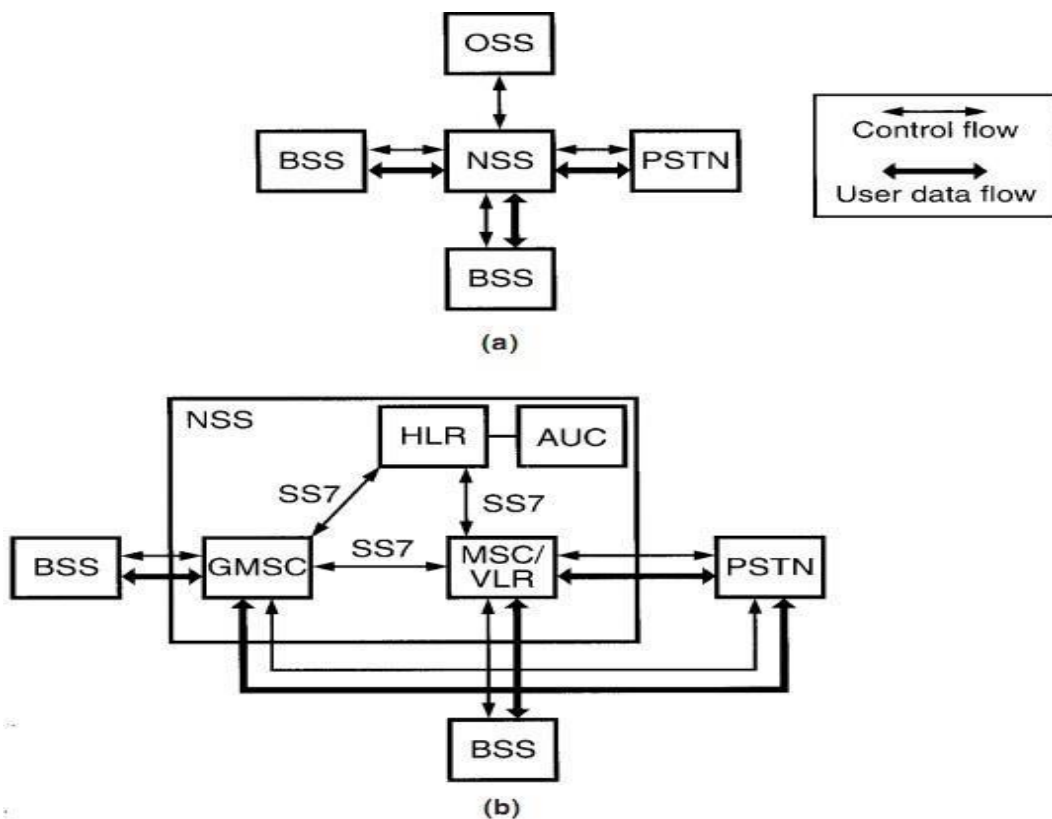 OSS
BSS
NSS
PSTN
Control flow
User data flow
BSS
(a)
NSS
HLR
AUC
SS7
SS7
SS7
BSS
GMSC
MSC/
VLR
PSTN
BSS
(b)